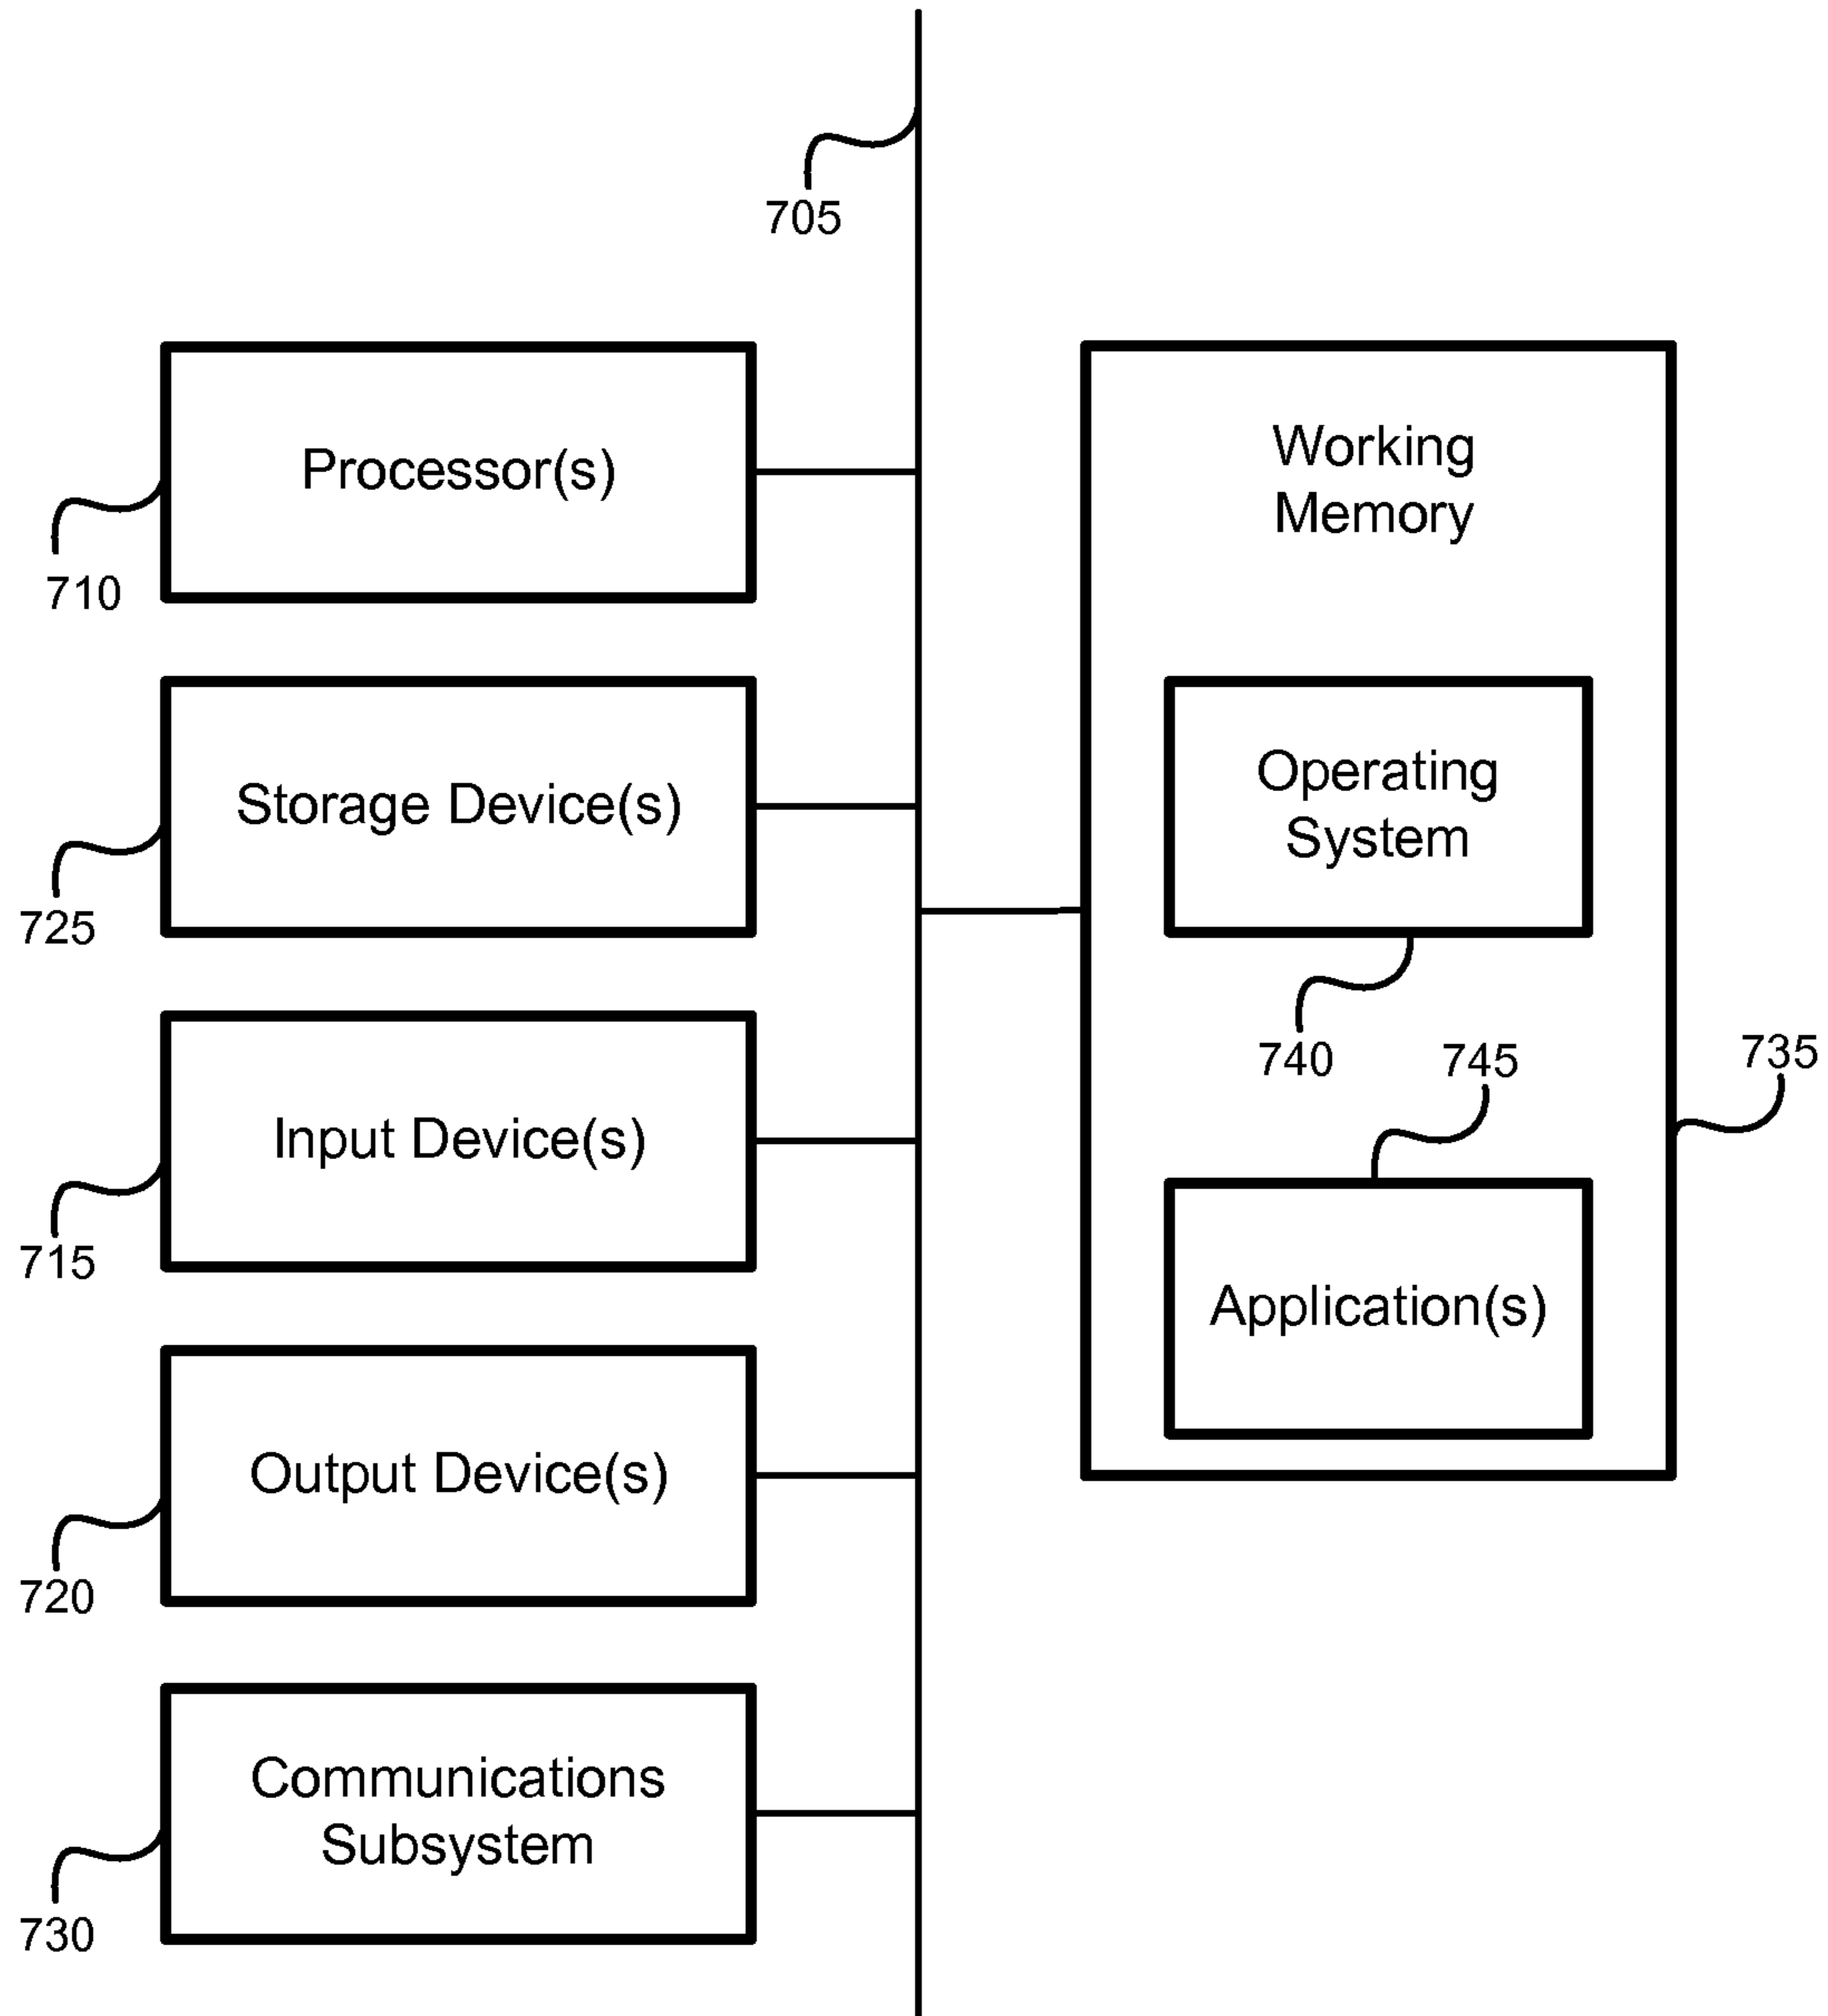 705
Processor(s)
710
Storage Device(s)
725
Input Device(s)
715
Output Device(s)
720
Communications
Subsystem
730
Working
Memory
Operating
System
740
745
735
Application(s)